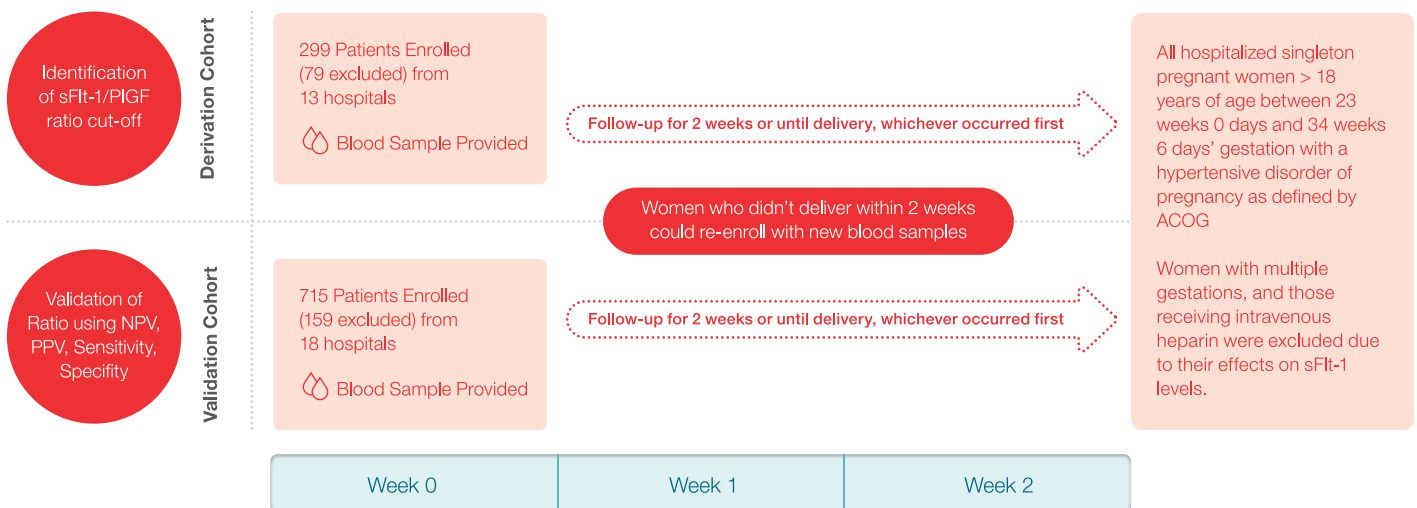 Identification
of sFlt-1/PlGF
ratio cut-off
Derivation Cohort
299 Patients Enrolled
(79 excluded) from
13 hospitals
Blood Sample Provided
Follow-up for 2 weeks or until delivery, whichever occurred first
Women who didn't deliver within 2 weeks
could re-enroll with new blood samples
Validation of
Ratio using NPV,
PPV, Sensitivity,
Specifity
Validation Cohort
715 Patients Enrolled
(159 excluded) from
18 hospitals
Blood Sample Provided
Follow-up for 2 weeks or until delivery, whichever occurred first
All hospitalized singleton
pregnant women > 18
years of age between 23
weeks 0 days and 34 weeks
6 days' gestation with a
hypertensive disorder of
pregnancy as defined by
ACOG
Women with multiple
gestations, and those
receiving intravenous
heparin were excluded due
to their effects on sFlt-1
levels.
Week 0
Week 1
Week 2